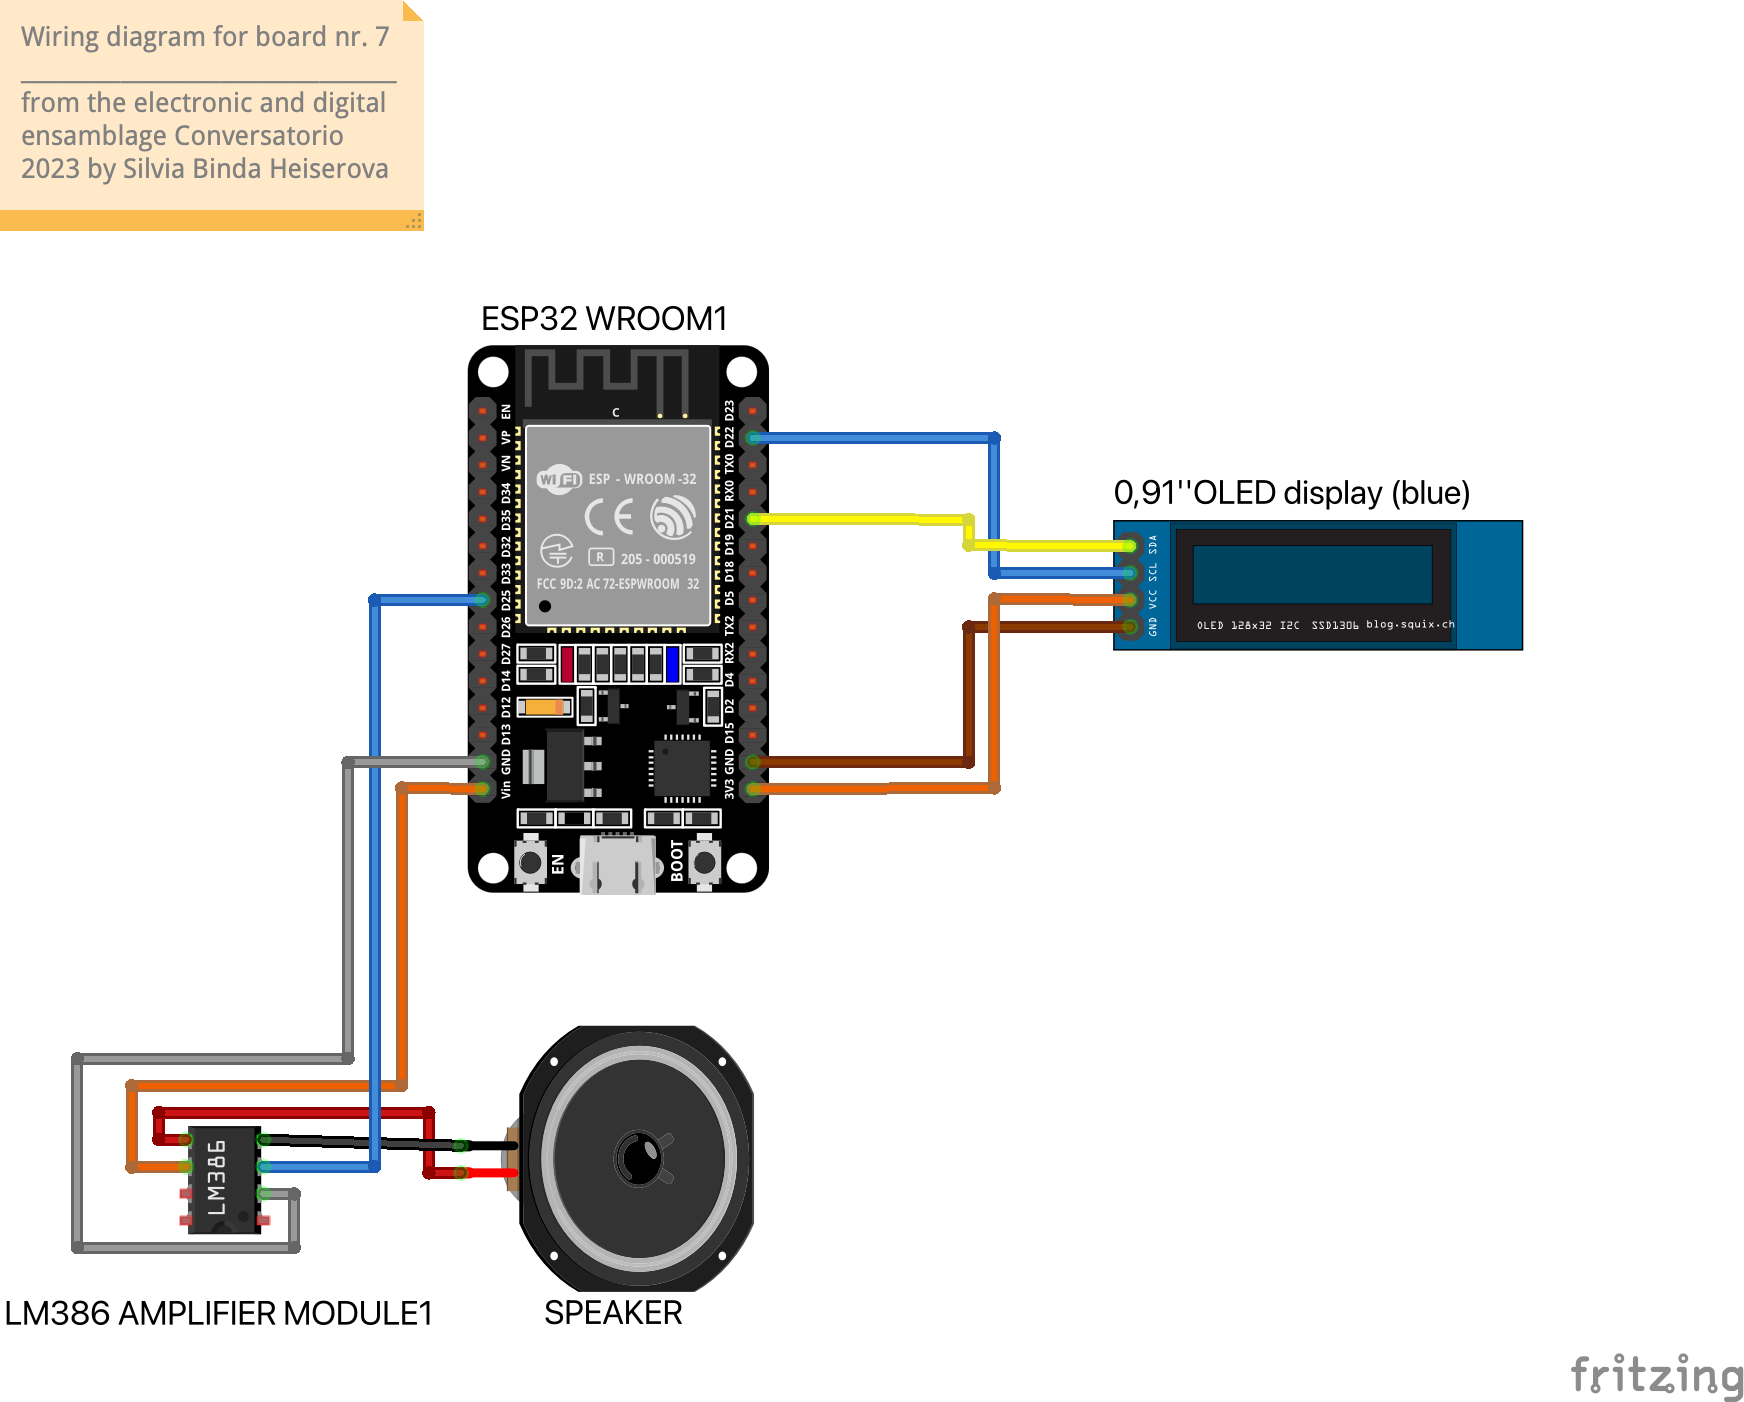 Wiring diagram for board nr. 7
from the electronic and digital
ensamblage Conversatorio
2023 by Silvia Binda Heiserova
ESP32 WROOM1
EN
VP
VN
D34
D35
D32
D33
D25
D26
D27
D14
D12
D13
GND
Vin
C
WiFi ESP - WROOM -32
CE
R 205 - 000519
FCC 9D:2 AC 72-ESPWROOM 32
D23
D22
TX0
RX0
D21
D19
D18
D5
TX2
RX2
D4
D2
D15
GND
3V3
EN
BOOT
0,91''OLED display (blue)
SDA
SCL
VCC
GND
OLED 128x32 I2C SSD1306 blog.squix.ch
LM386
LM386 AMPLIFIER MODULE1
SPEAKER
fritzing